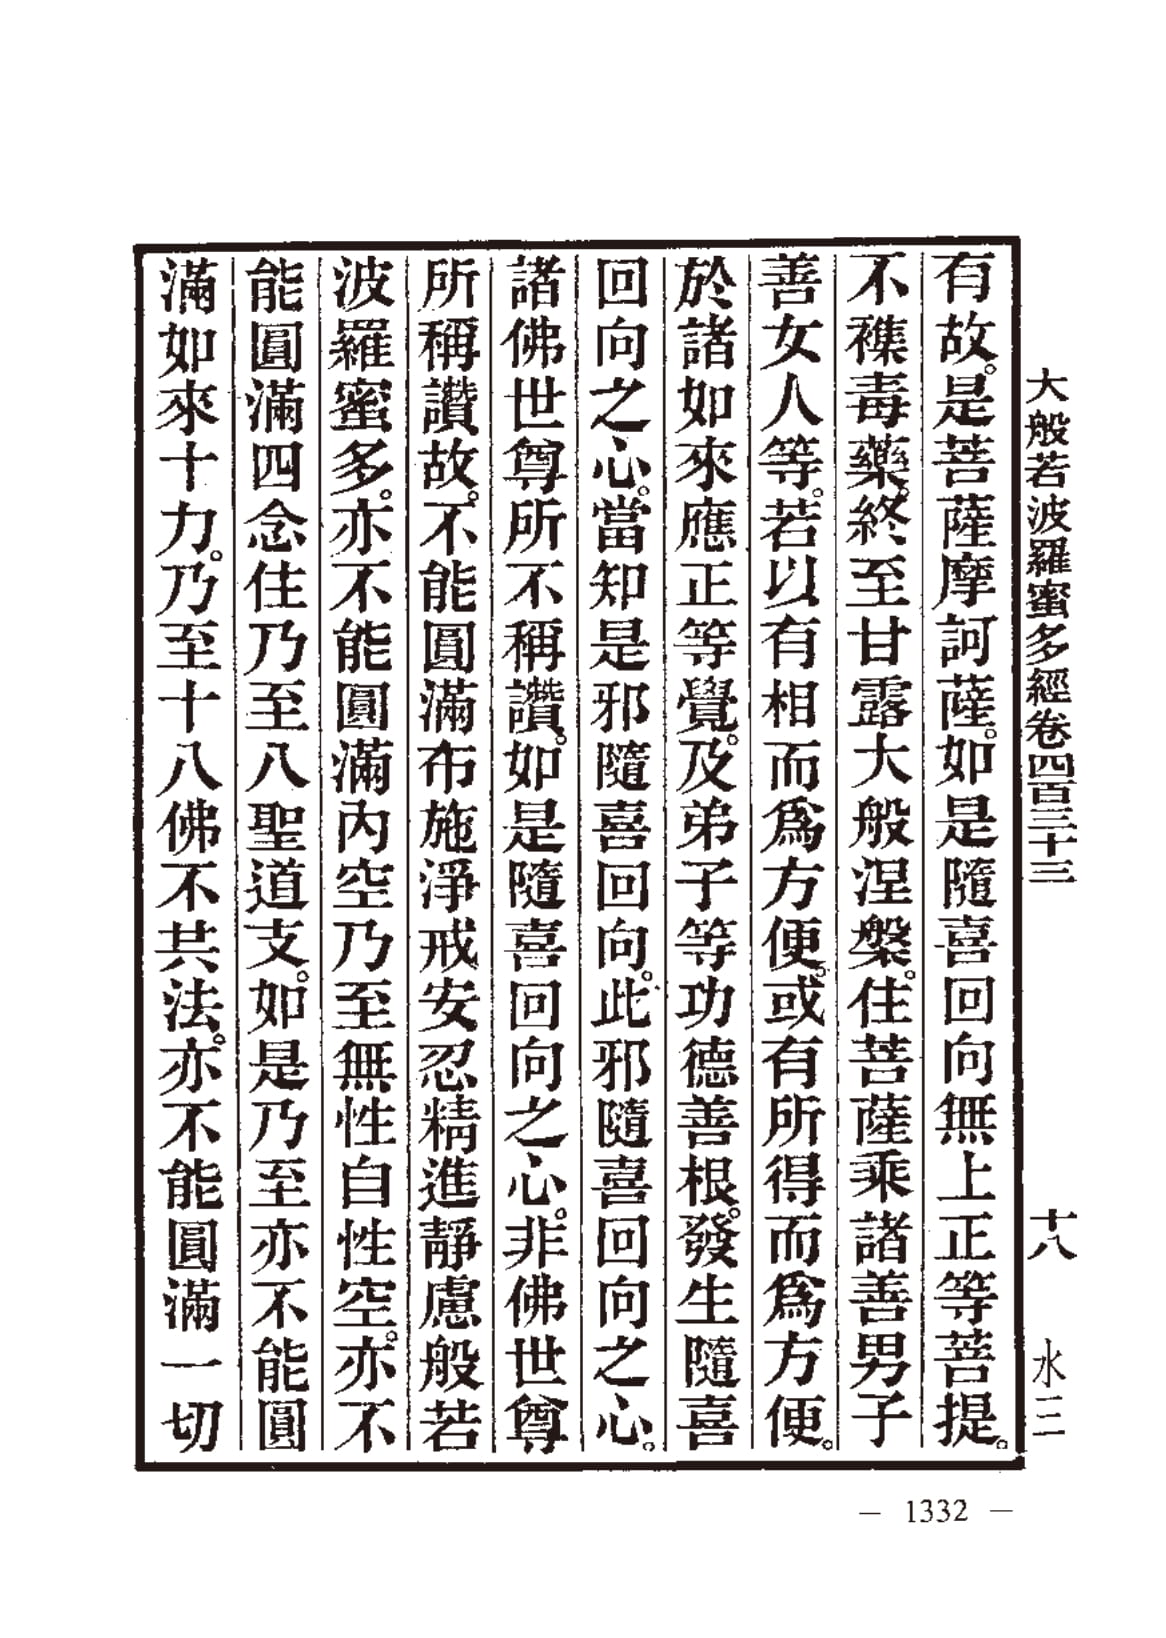 大般若波羅蜜多經卷四百三十三 十八 水三
有故。是菩薩摩訶薩。如是隨喜回向無上正等菩提。
不襍毒藥。終至甘露大般涅槃。住菩薩乘諸善男子
善女人等。若以有相而爲方便。或有所得而爲方便。
於諸如來應正等覺。及弟子等功德善根。發生隨喜
回向之心。當知是邪隨喜回向。此邪隨喜回向之心。
諸佛世尊所不稱讚。如是隨喜回向之心。非佛世尊
所稱讚故。不能圓滿布施淨戒安忍精進靜慮般若
波羅蜜多。亦不能圓滿內空乃至無性自性空。亦不
能圓滿四念住乃至八聖道支。如是乃至亦不能圓
滿如來十力。乃至十八佛不共法。亦不能圓滿一切
— 1332 —